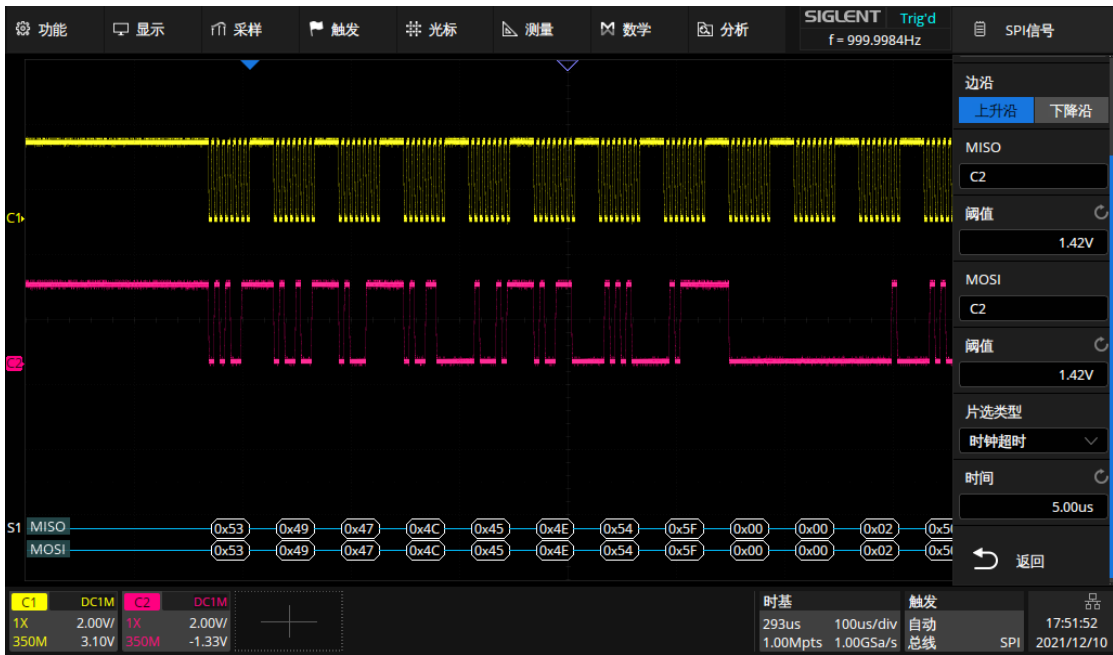 功能 显示 采样 触发 光标 测量 数学 分析 SIGLENT Trig'd
f = 999.9984Hz
SPI信号
边沿
上升沿 下降沿
MISO
C2
阈值
1.42V
MOSI
C2
阈值
1.42V
片选类型
时钟超时
时间
5.00us
返回
C1
C2
S1 MISO 0x53 0x49 0x47 0x4C 0x45 0x4E 0x54 0x5F 0x00 0x00 0x02 0x50
MOSI 0x53 0x49 0x47 0x4C 0x45 0x4E 0x54 0x5F 0x00 0x00 0x02 0x50
C1 DC1M
1X 2.00V/
350M 3.10V
C2 DC1M
1X 2.00V/
350M -1.33V
时基
293us 100us/div
1.00Mpts 1.00GSa/s
触发
自动
总线 SPI
17:51:52
2021/12/10